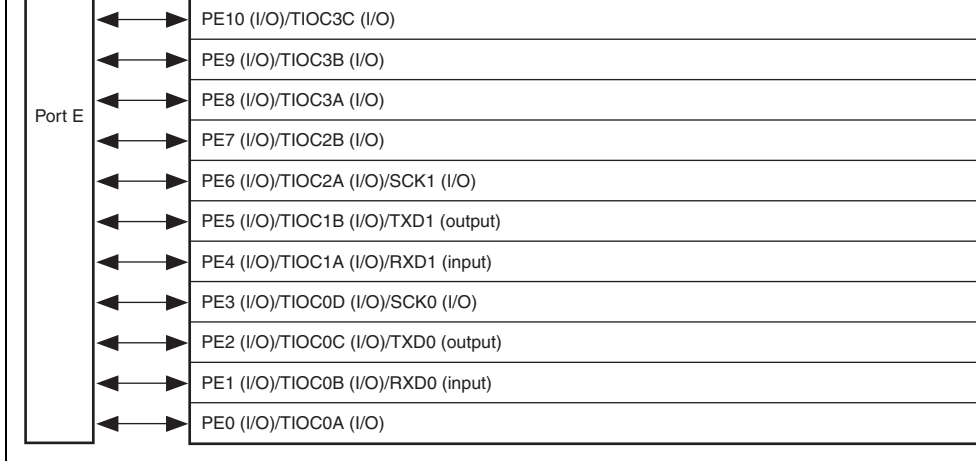 PE10 (I/O)/TIOC3C (I/O)
PE9 (I/O)/TIOC3B (I/O)
PE8 (I/O)/TIOC3A (I/O)
Port E
PE7 (I/O)/TIOC2B (I/O)
PE6 (I/O)/TIOC2A (I/O)/SCK1 (I/O)
PE5 (I/O)/TIOC1B (I/O)/TXD1 (output)
PE4 (I/O)/TIOC1A (I/O)/RXD1 (input)
PE3 (I/O)/TIOC0D (I/O)/SCK0 (I/O)
PE2 (I/O)/TIOC0C (I/O)/TXD0 (output)
PE1 (I/O)/TIOC0B (I/O)/RXD0 (input)
PE0 (I/O)/TIOC0A (I/O)